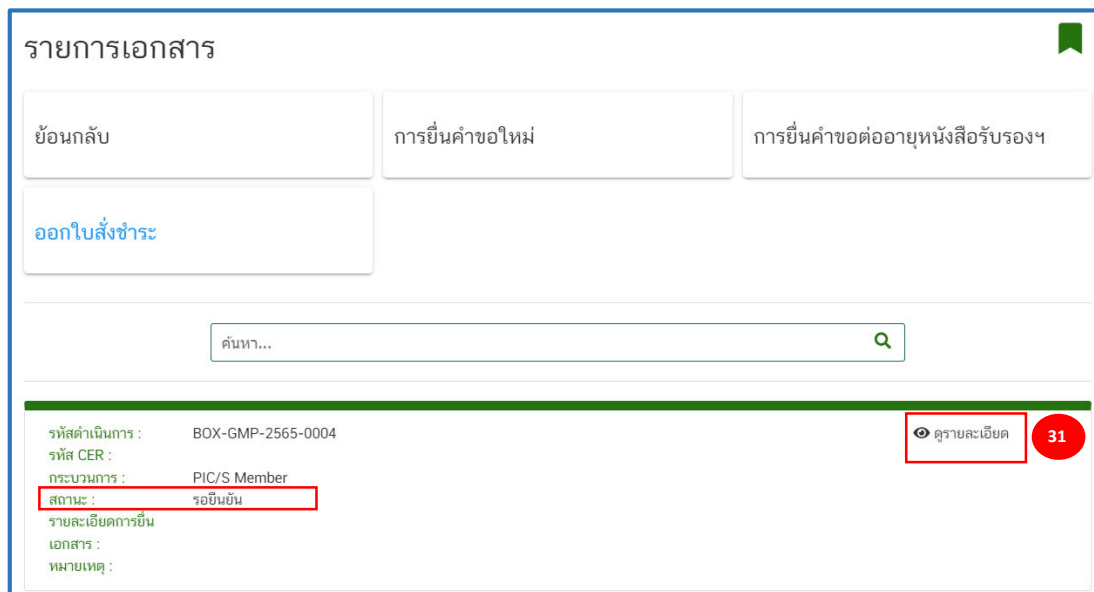 รายการเอกสาร
ย้อนกลับ
การยื่นคำขอใหม่
การยื่นคำขอต่ออายุหนังสือรับรองฯ
ออกใบสั่งชำระ
ค้นหา...
รหัสดำเนินการ : BOX-GMP-2565-0004
ดูรายละเอียด 31
รหัส CER :
กระบวนการ : PIC/S Member
สถานะ : รอยืนยัน
รายละเอียดการยื่น
เอกสาร :
หมายเหตุ :